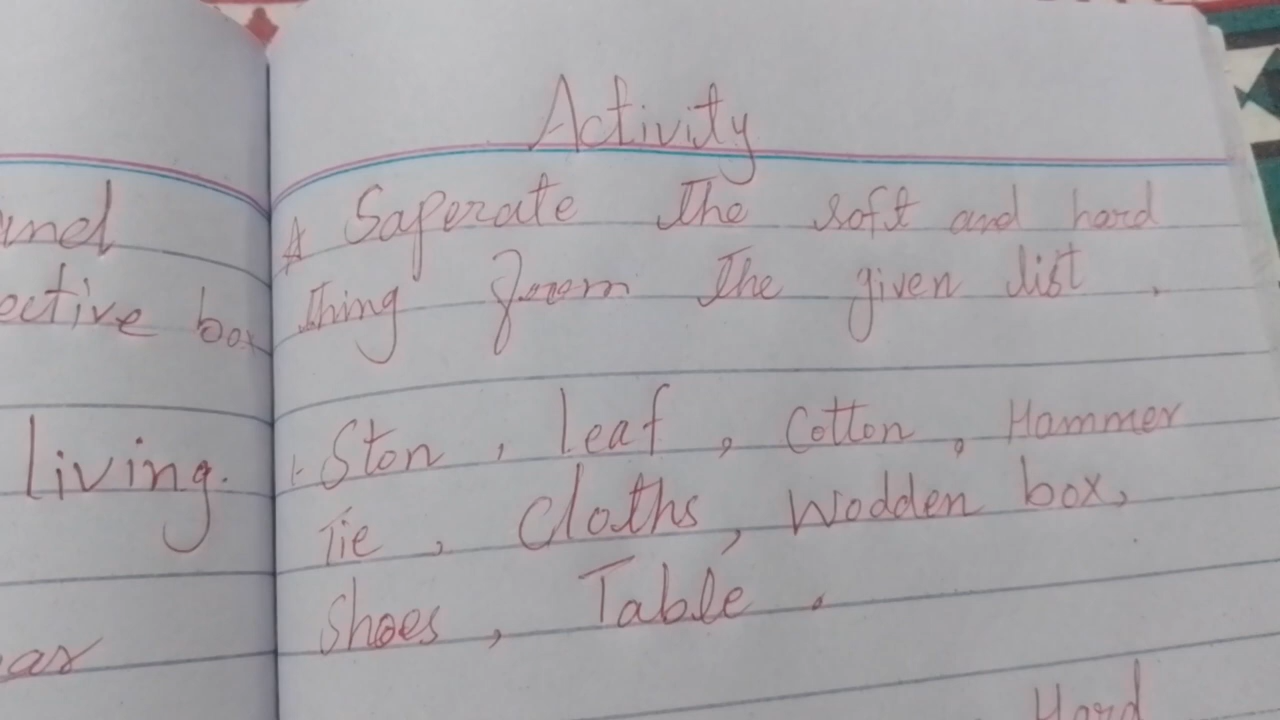 und
ective box
living.
Activity
A Saperate The soft and hard
Thing from The given list .
1- Ston , leaf , Cotton , Hammer
Tie , Cloths , Wodden box,
Shoes , Table .
Hard